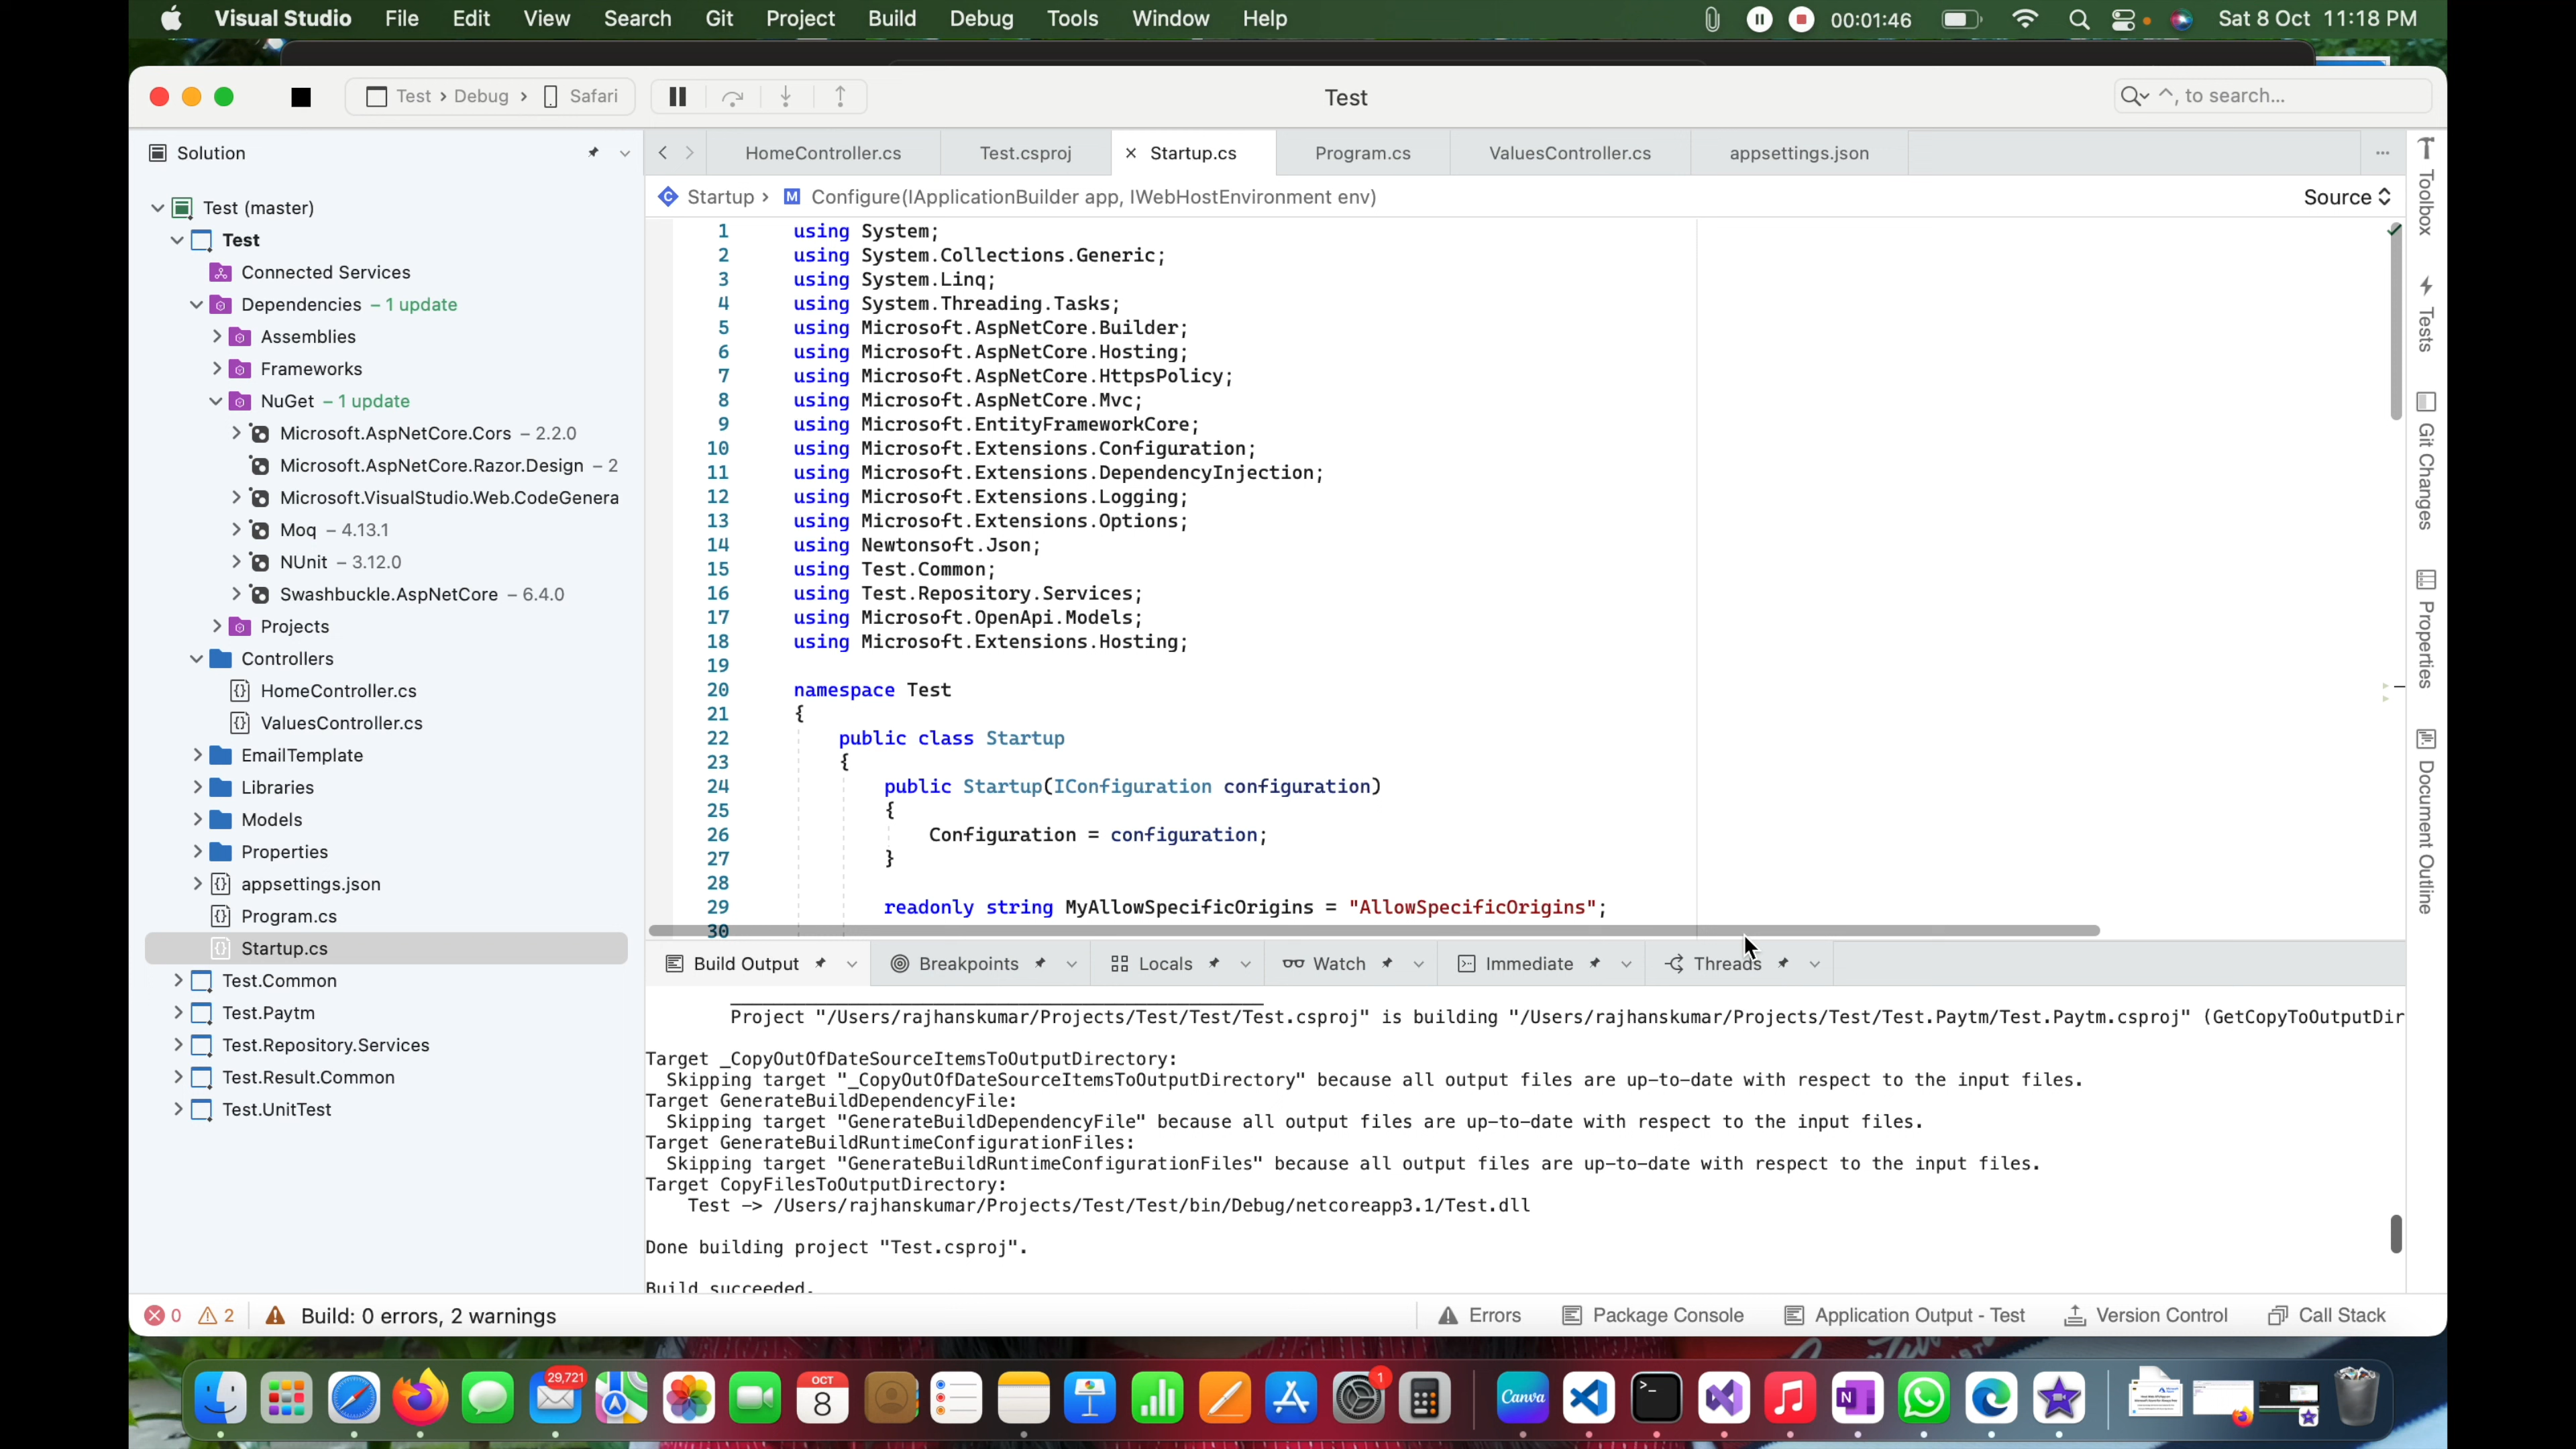 Visual Studio File Edit View Search Git Project Build Debug Tools Window Help 00:01:46 Sat 8 Oct 11:18 PM
Test › Debug › Safari
Test
^, to search...
Solution
HomeController.cs Test.csproj × Startup.cs Program.cs ValuesController.cs appsettings.json ...
Startup › M Configure(IApplicationBuilder app, IWebHostEnvironment env) Source
Test (master)
Test
Connected Services
Dependencies – 1 update
Assemblies
Frameworks
NuGet – 1 update
Microsoft.AspNetCore.Cors – 2.2.0
Microsoft.AspNetCore.Razor.Design – 2
Microsoft.VisualStudio.Web.CodeGenera
Moq – 4.13.1
NUnit – 3.12.0
Swashbuckle.AspNetCore – 6.4.0
Projects
Controllers
HomeController.cs
ValuesController.cs
EmailTemplate
Libraries
Models
Properties
appsettings.json
Program.cs
Startup.cs
Test.Common
Test.Paytm
Test.Repository.Services
Test.Result.Common
Test.UnitTest
1 using System;
2 using System.Collections.Generic;
3 using System.Linq;
4 using System.Threading.Tasks;
5 using Microsoft.AspNetCore.Builder;
6 using Microsoft.AspNetCore.Hosting;
7 using Microsoft.AspNetCore.HttpsPolicy;
8 using Microsoft.AspNetCore.Mvc;
9 using Microsoft.EntityFrameworkCore;
10 using Microsoft.Extensions.Configuration;
11 using Microsoft.Extensions.DependencyInjection;
12 using Microsoft.Extensions.Logging;
13 using Microsoft.Extensions.Options;
14 using Newtonsoft.Json;
15 using Test.Common;
16 using Test.Repository.Services;
17 using Microsoft.OpenApi.Models;
18 using Microsoft.Extensions.Hosting;
19
20 namespace Test
21 {
22 public class Startup
23 {
24 public Startup(IConfiguration configuration)
25 {
26 Configuration = configuration;
27 }
28
29 readonly string MyAllowSpecificOrigins = "AllowSpecificOrigins";
30
Toolbox
Tests
Git Changes
Properties
Document Outline
Build Output Breakpoints Locals Watch Immediate Threads
Project "/Users/rajhanskumar/Projects/Test/Test/Test.csproj" is building "/Users/rajhanskumar/Projects/Test/Test.Paytm/Test.Paytm.csproj" (GetCopyToOutputDir
Target _CopyOutOfDateSourceItemsToOutputDirectory:
Skipping target "_CopyOutOfDateSourceItemsToOutputDirectory" because all output files are up-to-date with respect to the input files.
Target GenerateBuildDependencyFile:
Skipping target "GenerateBuildDependencyFile" because all output files are up-to-date with respect to the input files.
Target GenerateBuildRuntimeConfigurationFiles:
Skipping target "GenerateBuildRuntimeConfigurationFiles" because all output files are up-to-date with respect to the input files.
Target CopyFilesToOutputDirectory:
Test -> /Users/rajhanskumar/Projects/Test/Test/bin/Debug/netcoreapp3.1/Test.dll
Done building project "Test.csproj".
Build succeeded.
0 2 Build: 0 errors, 2 warnings Errors Package Console Application Output - Test Version Control Call Stack
29,721
OCT
8
1
Canva
N